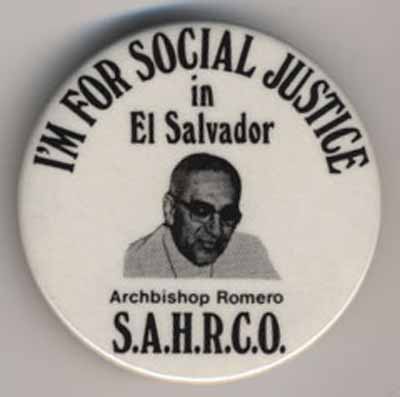 I'M FOR SOCIAL JUSTICE
in
El Salvador
Archbishop Romero
S.A.H.R.C.O.